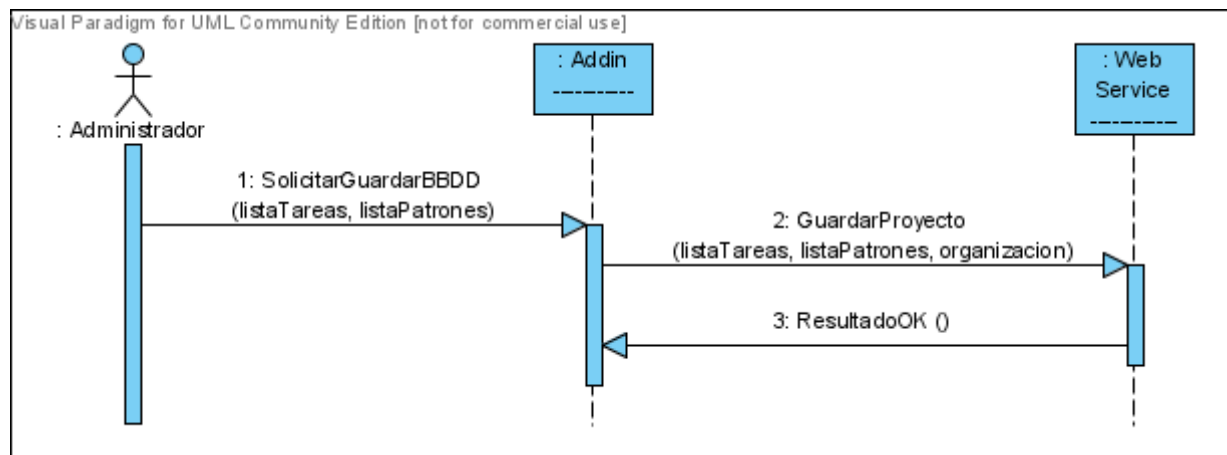 Visual Paradigm for UML Community Edition [not for commercial use]
: Administrador
: Addin
: Web
Service
1: SolicitarGuardarBBDD
(listaTareas, listaPatrones)
2: GuardarProyecto
(listaTareas, listaPatrones, organizacion)
3: ResultadoOK ()